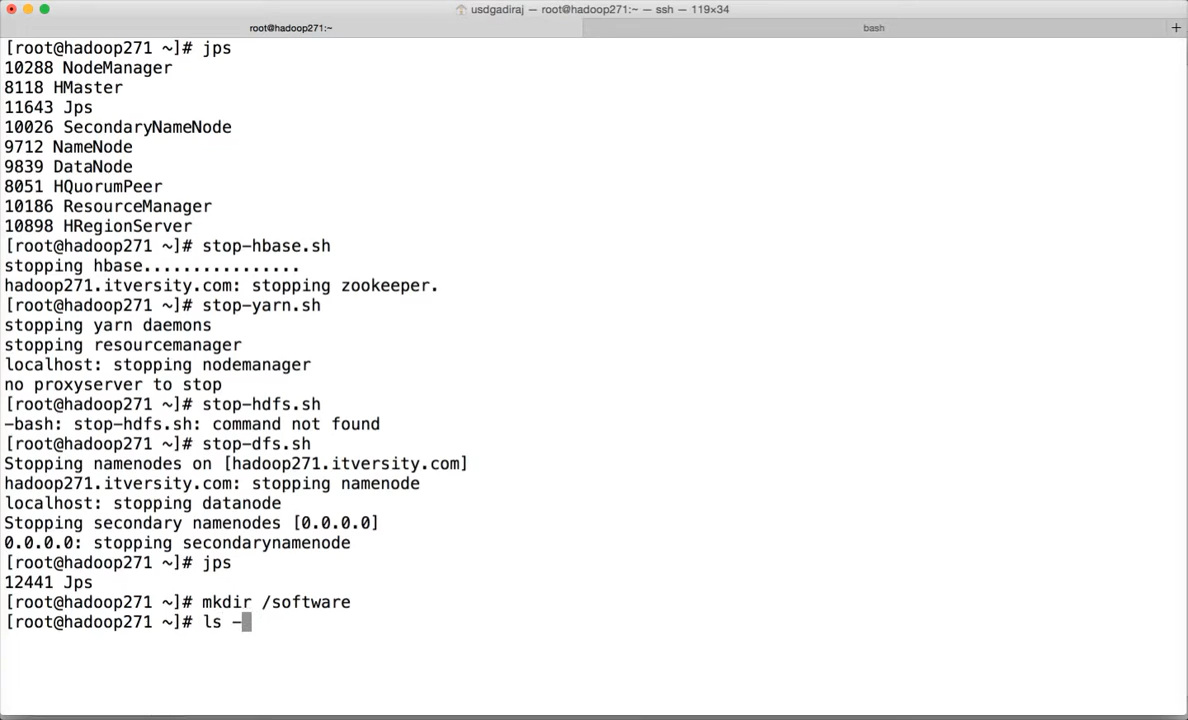 usdgadiraj — root@hadoop271:~ — ssh — 119×34
root@hadoop271:~ bash +
[root@hadoop271 ~]# jps
10288 NodeManager
8118 HMaster
11643 Jps
10026 SecondaryNameNode
9712 NameNode
9839 DataNode
8051 HQuorumPeer
10186 ResourceManager
10898 HRegionServer
[root@hadoop271 ~]# stop-hbase.sh
stopping hbase................
hadoop271.itversity.com: stopping zookeeper.
[root@hadoop271 ~]# stop-yarn.sh
stopping yarn daemons
stopping resourcemanager
localhost: stopping nodemanager
no proxyserver to stop
[root@hadoop271 ~]# stop-hdfs.sh
-bash: stop-hdfs.sh: command not found
[root@hadoop271 ~]# stop-dfs.sh
Stopping namenodes on [hadoop271.itversity.com]
hadoop271.itversity.com: stopping namenode
localhost: stopping datanode
Stopping secondary namenodes [0.0.0.0]
0.0.0.0: stopping secondarynamenode
[root@hadoop271 ~]# jps
12441 Jps
[root@hadoop271 ~]# mkdir /software
[root@hadoop271 ~]# ls -